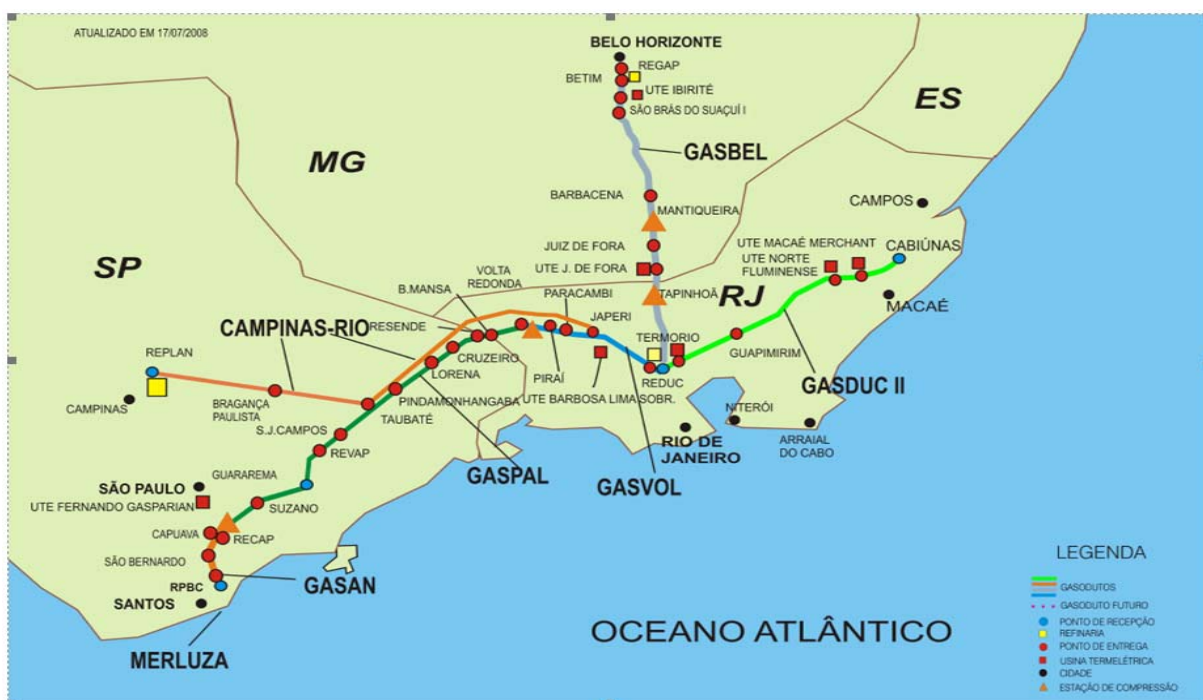 ATUALIZADO EM 17/07/2008
BELO HORIZONTE
REGAP
BETIM
UTE IBIRITÉ
SÃO BRÁS DO SUAÇUÍ I
ES
MG
GASBEL
BARBACENA
MANTIQUEIRA
CAMPOS
JUIZ DE FORA
UTE MACAÉ MERCHANT
CABIÚNAS
UTE NORTE
FLUMINENSE
SP
VOLTA
REDONDA
UTE J. DE FORA
B.MANSA
PARACAMBI
TAPINHOÃ
RJ
MACAÉ
CAMPINAS-RIO
RESENDE
JAPERI
TERMORIO
REPLAN
CRUZEIRO
GUAPIMIRIM
LORENA
PIRAÍ
REDUC
GASDUC II
CAMPINAS
BRAGANÇA
PAULISTA
PINDAMONHANGABA
UTE BARBOSA LIMA SOBR.
TAUBATÉ
NITERÓI
S.J.CAMPOS
RIO DE
JANEIRO
ARRAIAL
DO CABO
REVAP
GUARAREMA
GASPAL
GASVOL
SÃO PAULO
UTE FERNANDO GASPARIAN
SUZANO
CAPUAVA
RECAP
SÃO BERNARDO
RPBC
GASAN
SANTOS
MERLUZA
OCEANO ATLÂNTICO
LEGENDA
GASODUTOS
GASODUTO FUTURO
PONTO DE RECEPÇÃO
REFINARIA
PONTO DE ENTREGA
USINA TERMELÉTRICA
CIDADE
ESTAÇÃO DE COMPRESSÃO